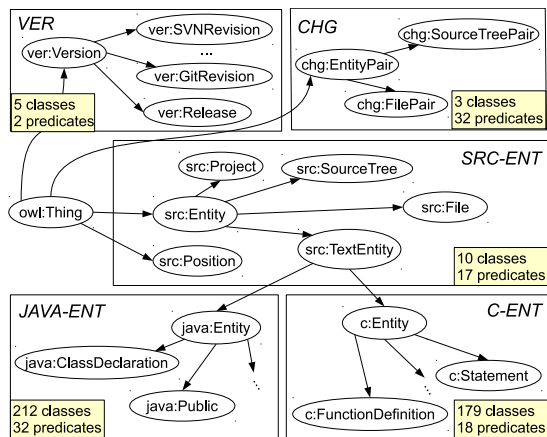 VER
ver:SVNRevision
ver:Version
...
ver:GitRevision
ver:Release
5 classes
2 predicates
CHG
chg:SourceTreePair
chg:EntityPair
chg:FilePair
3 classes
32 predicates
SRC-ENT
src:Project
src:SourceTree
owl:Thing
src:Entity
src:File
src:TextEntity
src:Position
10 classes
17 predicates
JAVA-ENT
java:Entity
java:ClassDeclaration
...
java:Public
212 classes
32 predicates
C-ENT
c:Entity
...
c:Statement
c:FunctionDefinition
179 classes
18 predicates